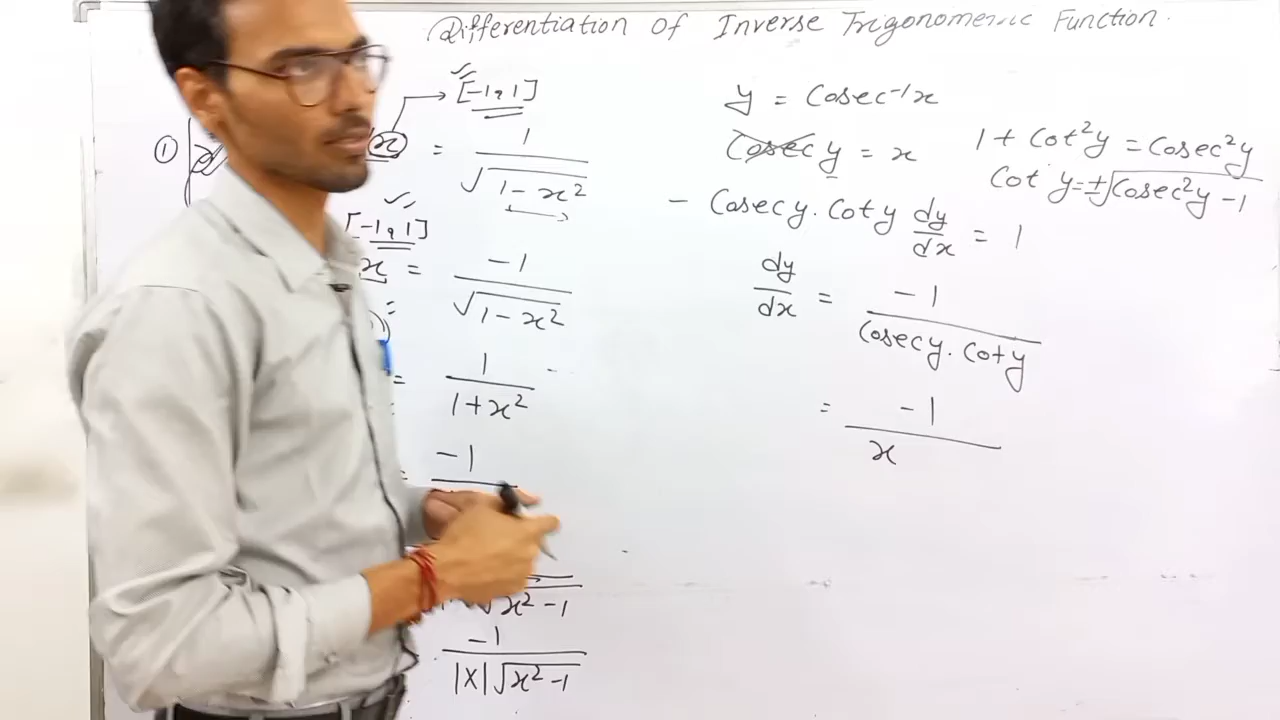 Differentiation of Inverse Trigonometric Function.
[-1, 1]
① x = 1/√(1 - x²)
[-1, 1]
x = -1/√(1 - x²)
= 1/(1 + x²)
= -1
√(x² - 1)
-1/(|x|√(x² - 1))
y = Cosec⁻¹x
Cosec y = x
- Cosec y . Cot y dy/dx = 1
dy/dx = -1/(Cosec y . Cot y)
= -1/x
1 + Cot²y = Cosec²y
Cot y = ±√(Cosec²y - 1)